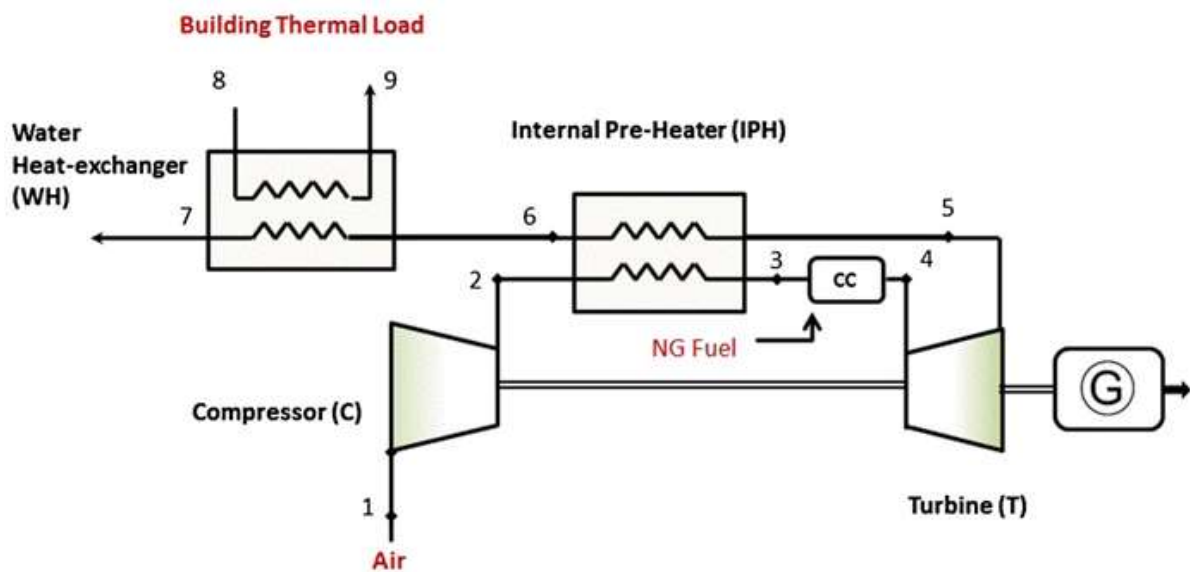 Building Thermal Load
8
9
Water
Heat-exchanger
(WH)
Internal Pre-Heater (IPH)
7
6
5
2
3
CC
4
NG Fuel
G
Compressor (C)
1
Turbine (T)
Air